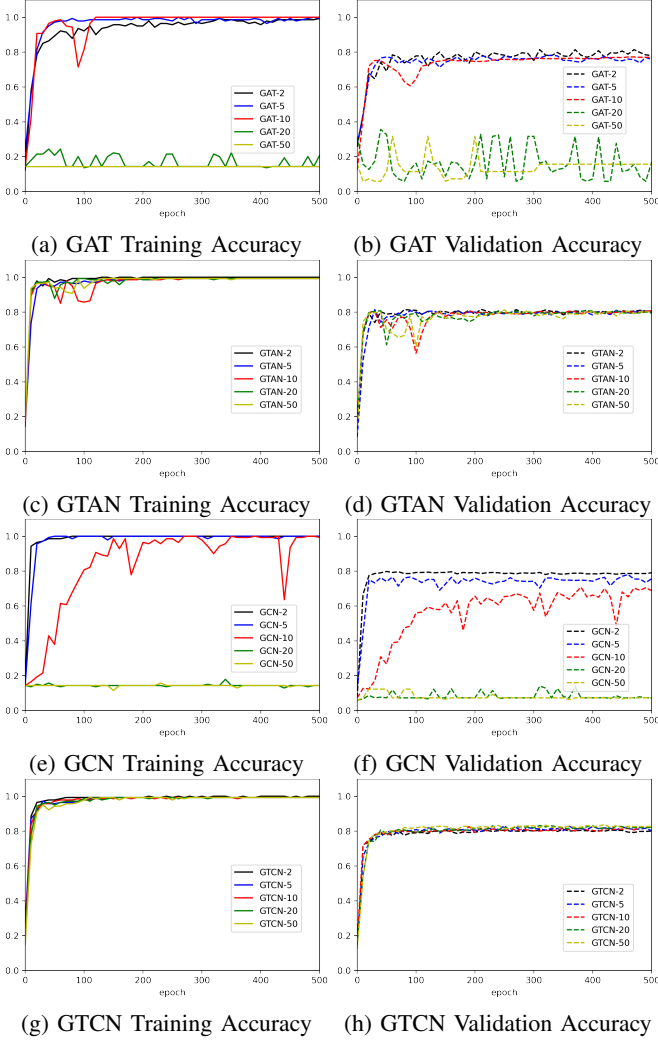 1.0
0.8
0.6
0.4
0.2
0.0
0 100 200 300 400 500
epoch
GAT-2
GAT-5
GAT-10
GAT-20
GAT-50
1.0
0.8
0.6
0.4
0.2
0.0
0 100 200 300 400 500
epoch
GAT-2
GAT-5
GAT-10
GAT-20
GAT-50
(a) GAT Training Accuracy
(b) GAT Validation Accuracy
1.0
0.8
0.6
0.4
0.2
0.0
0 100 200 300 400 500
epoch
GTAN-2
GTAN-5
GTAN-10
GTAN-20
GTAN-50
1.0
0.8
0.6
0.4
0.2
0.0
0 100 200 300 400 500
epoch
GTAN-2
GTAN-5
GTAN-10
GTAN-20
GTAN-50
(c) GTAN Training Accuracy
(d) GTAN Validation Accuracy
1.0
0.8
0.6
0.4
0.2
0.0
0 100 200 300 400 500
epoch
GCN-2
GCN-5
GCN-10
GCN-20
GCN-50
1.0
0.8
0.6
0.4
0.2
0.0
0 100 200 300 400 500
epoch
GCN-2
GCN-5
GCN-10
GCN-20
GCN-50
(e) GCN Training Accuracy
(f) GCN Validation Accuracy
1.0
0.8
0.6
0.4
0.2
0.0
0 100 200 300 400 500
epoch
GTCN-2
GTCN-5
GTCN-10
GTCN-20
GTCN-50
1.0
0.8
0.6
0.4
0.2
0.0
0 100 200 300 400 500
epoch
GTCN-2
GTCN-5
GTCN-10
GTCN-20
GTCN-50
(g) GTCN Training Accuracy
(h) GTCN Validation Accuracy